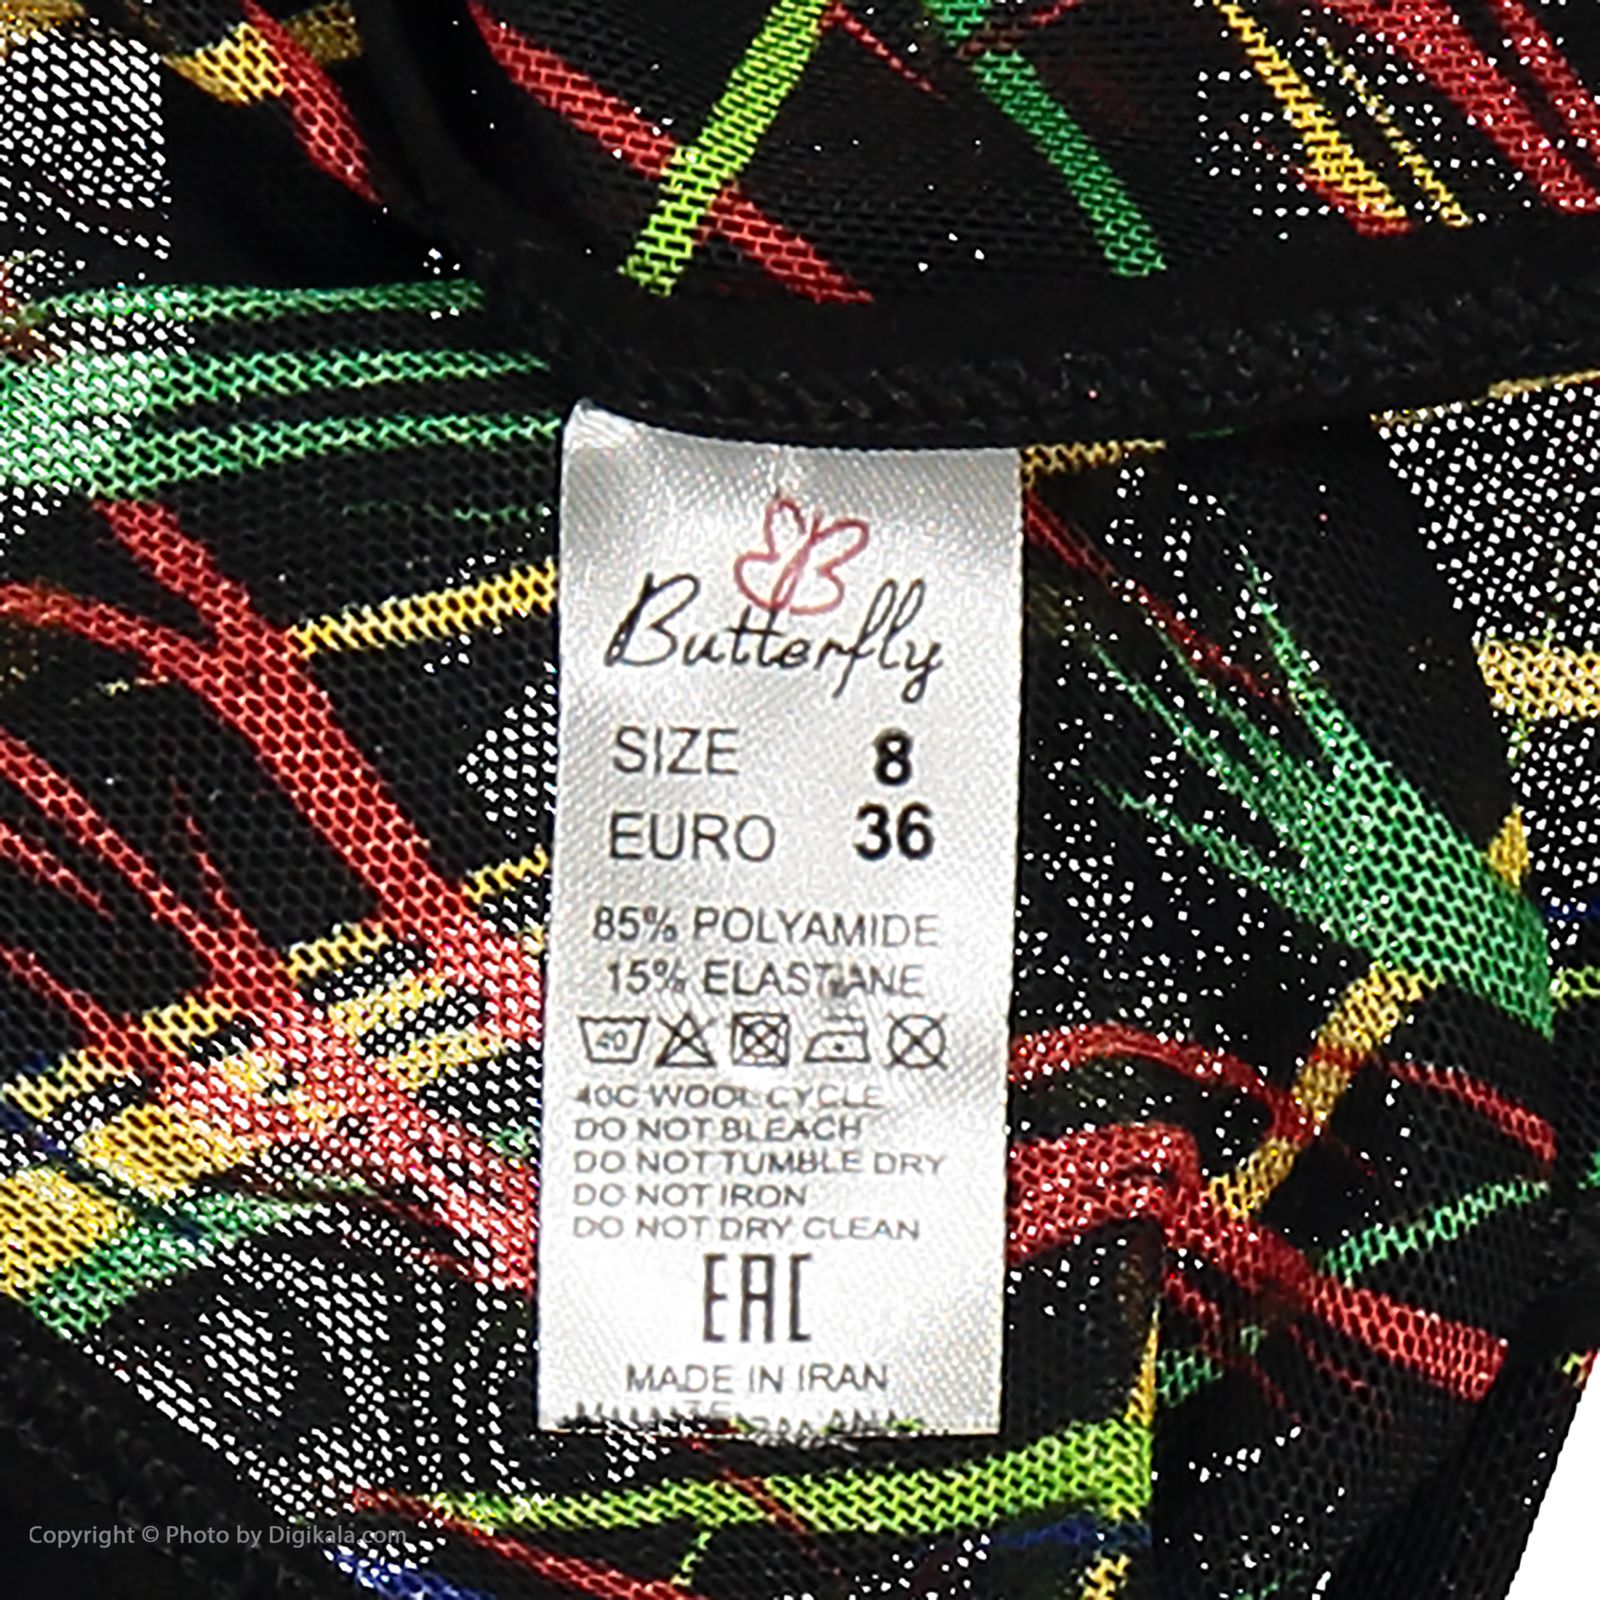 Butterfly
SIZE 8
EURO 36
85% POLYAMIDE
15% ELASTIANE
40
40C WOOL CYCLE
DO NOT BLEACH
DO NOT TUMBLE DRY
DO NOT IRON
DO NOT DRY CLEAN
EAC
MADE IN IRAN
Copyright © Photo by Digikala.com